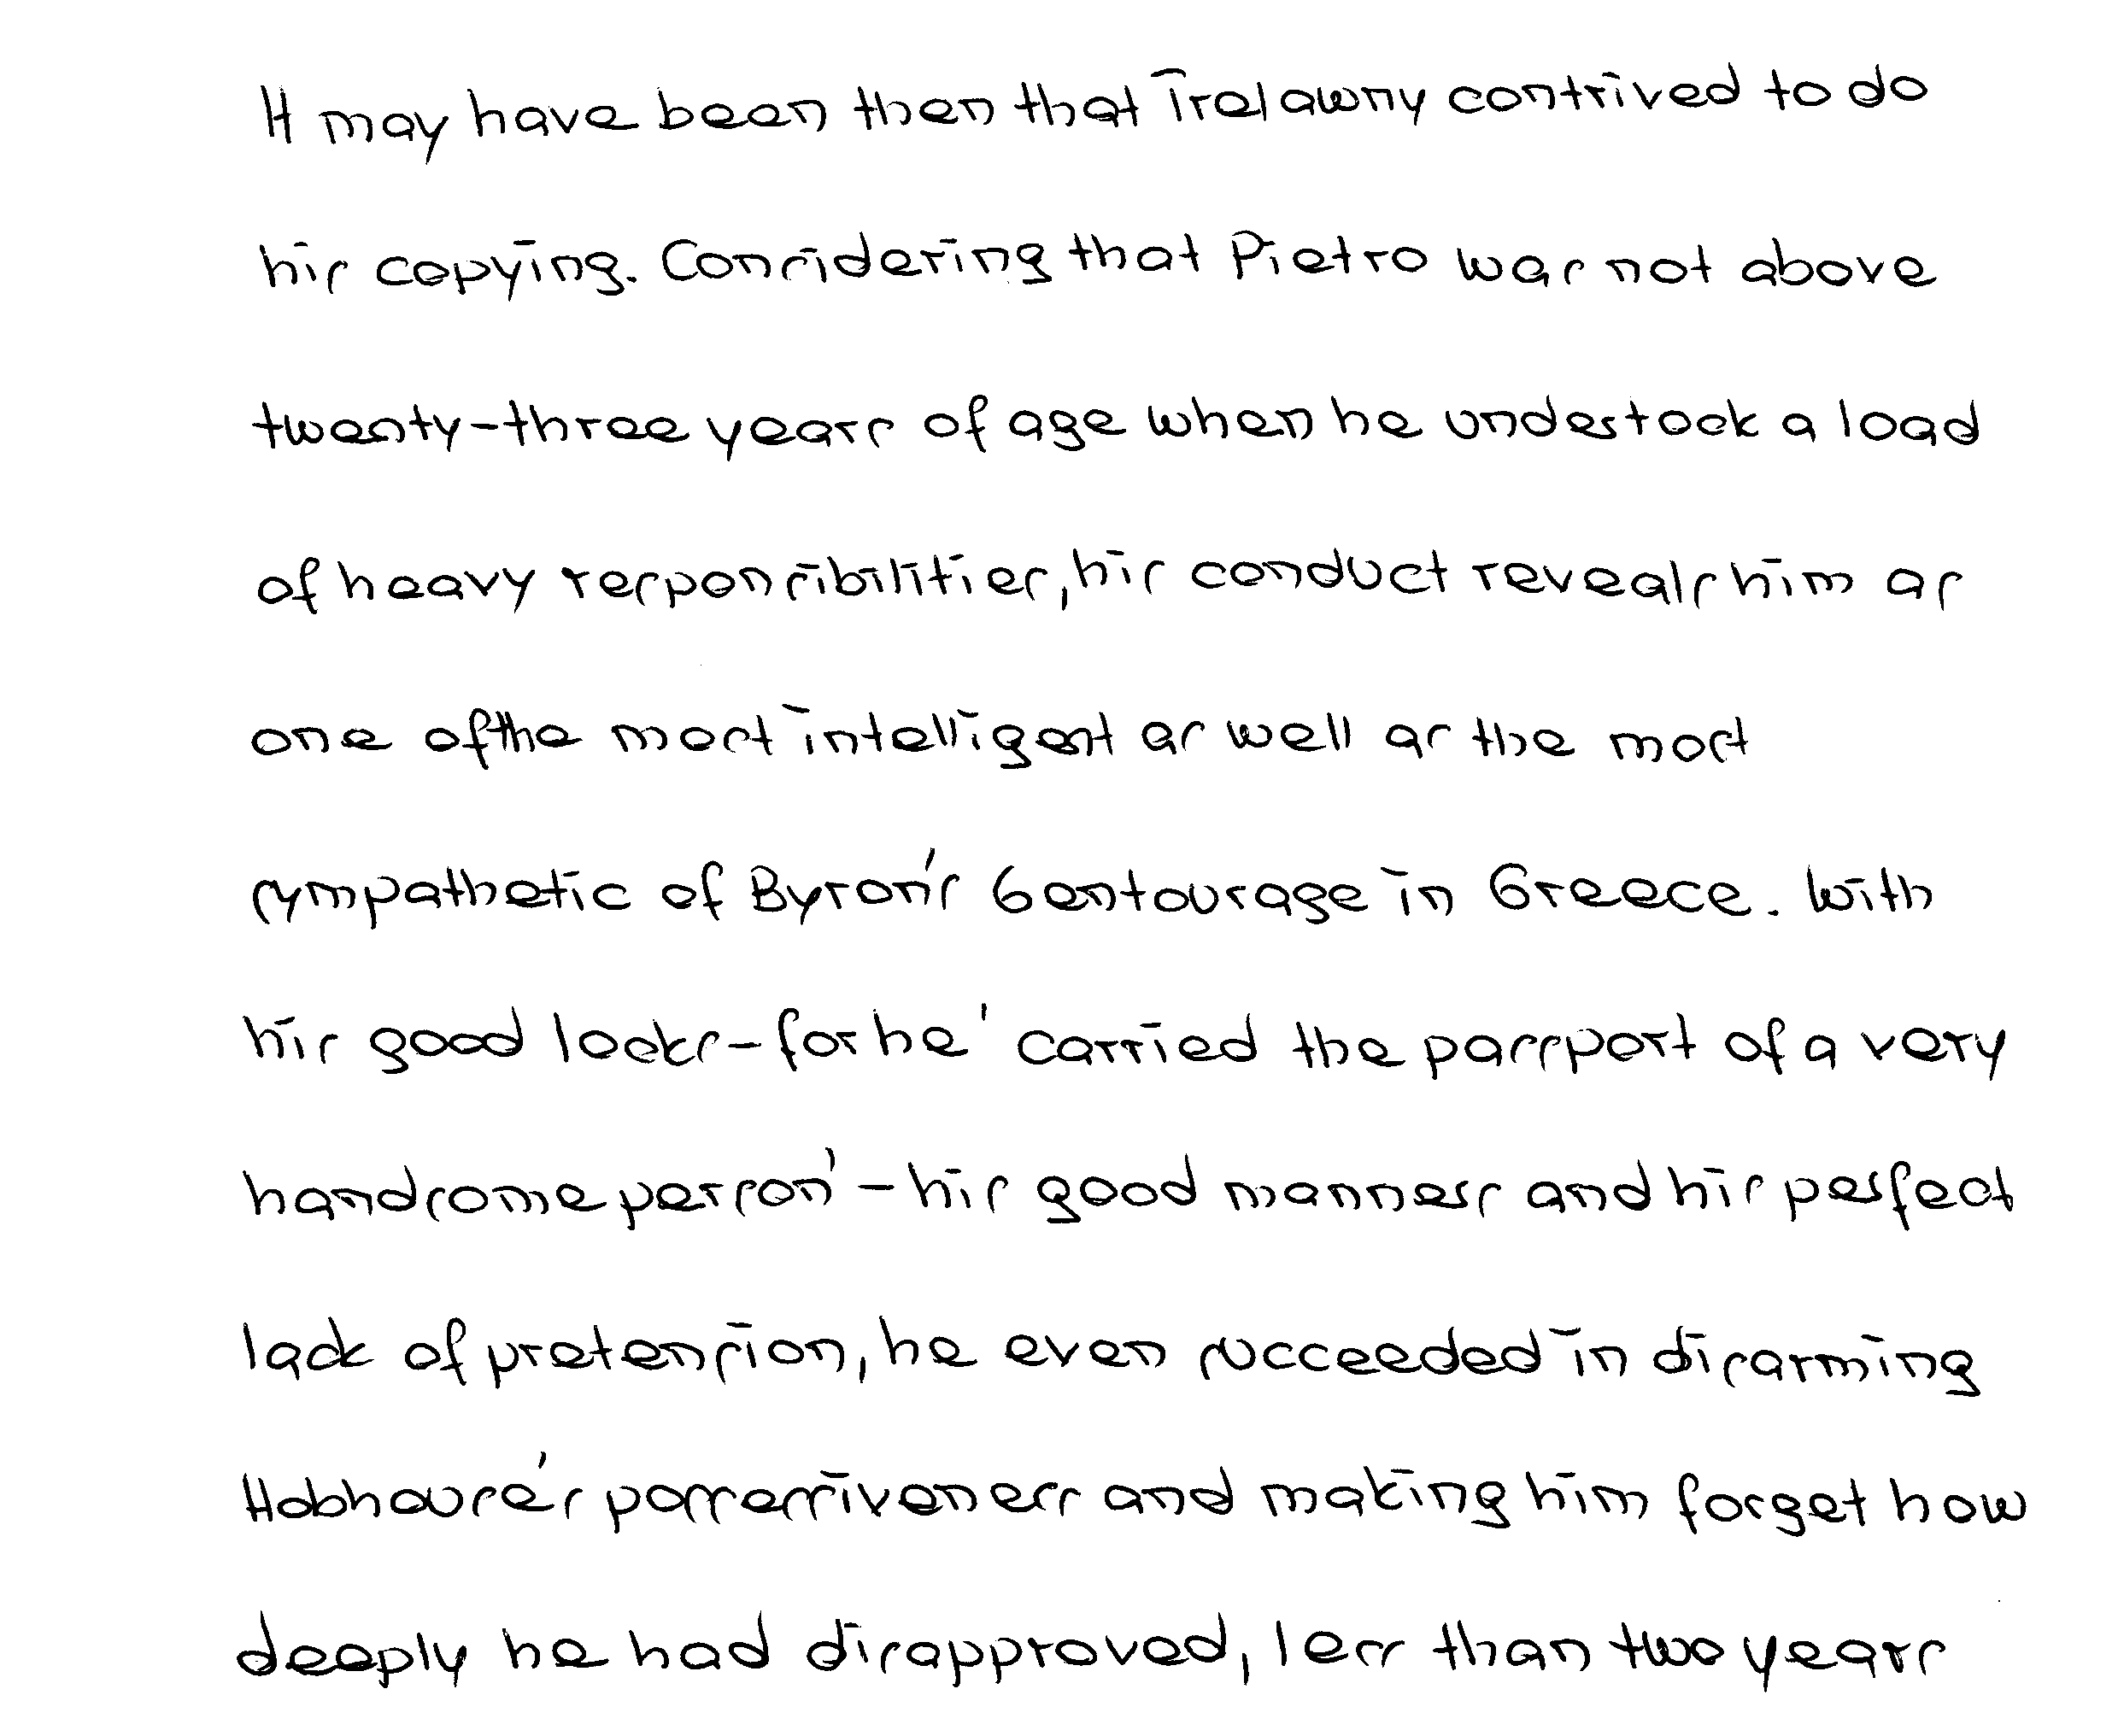 It may have been then that Trelawny contrived to do
his copying. Considering that Pietro was not above
twenty-three years of age when he undertook a load
of heavy responsibilities, his conduct reveals him as
one of the most intelligent as well as the most
sympathetic of Byron's 6entourage in Greece. With
his good looks - for he 'carried the passport of a very
handsome person' - his good manners and his perfect
lack of pretension, he even succeeded in disarming
Hobhouse's possessiveness and making him forget how
deeply he had disapproved, less than two years